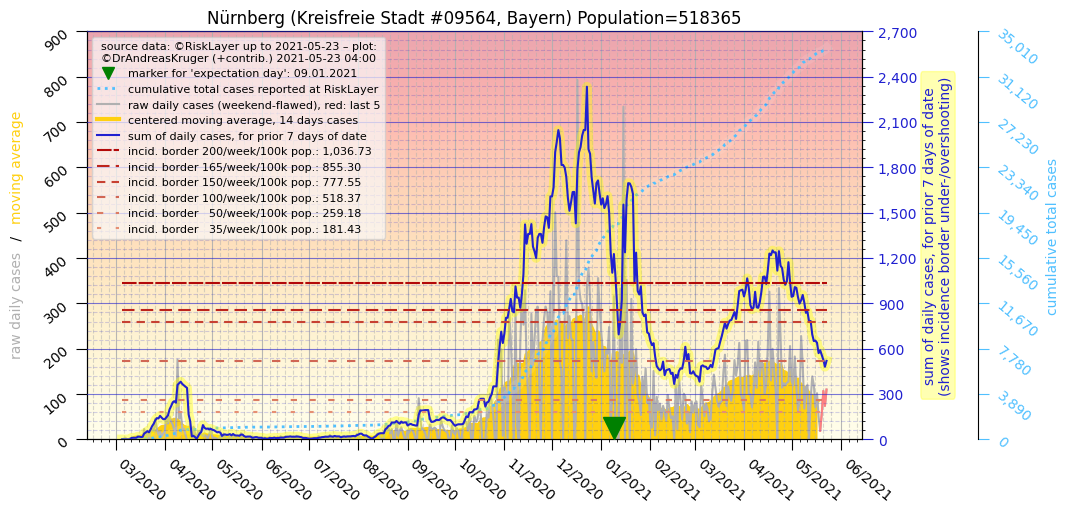 Nürnberg (Kreisfreie Stadt #09564, Bayern) Population=518365
source data: ©RiskLayer up to 2021-05-23 – plot:
©DrAndreasKruger (+contrib.) 2021-05-23 04:00
marker for 'expectation day': 09.01.2021
cumulative total cases reported at RiskLayer
raw daily cases (weekend-flawed), red: last 5
centered moving average, 14 days cases
sum of daily cases, for prior 7 days of date
incid. border 200/week/100k pop.: 1,036.73
incid. border 165/week/100k pop.: 855.30
incid. border 150/week/100k pop.: 777.55
incid. border 100/week/100k pop.: 518.37
incid. border 50/week/100k pop.: 259.18
incid. border 35/week/100k pop.: 181.43
raw daily cases / moving average
900
800
700
600
500
400
300
200
100
0
03/2020
04/2020
05/2020
06/2020
07/2020
08/2020
09/2020
10/2020
11/2020
12/2020
01/2021
02/2021
03/2021
04/2021
05/2021
06/2021
2,700
2,400
2,100
1,800
1,500
1,200
900
600
300
0
sum of daily cases, for prior 7 days of date
(shows incidence border under-/overshooting)
35,010
31,120
27,230
23,340
19,450
15,560
11,670
7,780
3,890
0
cumulative total cases